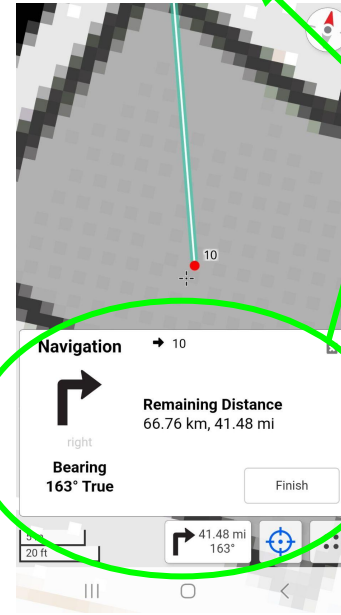 10
Navigation
10
Remaining Distance
66.76 km, 41.48 mi
right
Bearing
163° True
Finish
20 ft
41.48 mi
163°